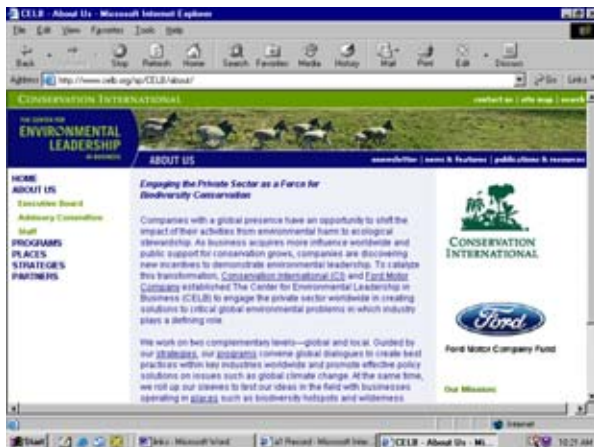 CELB - About Us - Microsoft Internet Explorer
File Edit View Favorites Tools Help
Back Stop Refresh Home Search Favorites Media History Mail Print Edit Discuss
Address http://www.celb.org/xp/CELB/about/ Go Links
CONSERVATION INTERNATIONAL contact us | site map | search
THE CENTER FOR
ENVIRONMENTAL
LEADERSHIP
IN BUSINESS
ABOUT US enewsletter | news & features | publications & resources
HOME
ABOUT US
Executive Board
Advisory Committee
Staff
PROGRAMS
PLACES
STRATEGIES
PARTNERS
Engaging the Private Sector as a Force for
Biodiversity Conservation
Companies with a global presence have an opportunity to shift the
impact of their activities from environmental harm to ecological
stewardship. As business acquires more influence worldwide and
public support for conservation grows, companies are discovering
new incentives to demonstrate environmental leadership. To catalyze
this transformation, Conservation International (CI) and Ford Motor
Company established The Center for Environmental Leadership in
Business (CELB) to engage the private sector worldwide in creating
solutions to critical global environmental problems in which industry
plays a defining role.
We work on two complementary levels—global and local. Guided by
our strategies, our programs convene global dialogues to create best
practices within key industries worldwide and promote effective policy
solutions on issues such as global climate change. At the same time,
we roll up our sleeves to test our ideas in the field with businesses
operating in places such as biodiversity hotspots and wilderness
CONSERVATION
INTERNATIONAL
Ford
Ford Motor Company Fund
Our Mission:
Internet
Start links - Microsoft Word a1 Record - Microsoft Inte... CELB - About Us - Mi... 10:21 AM